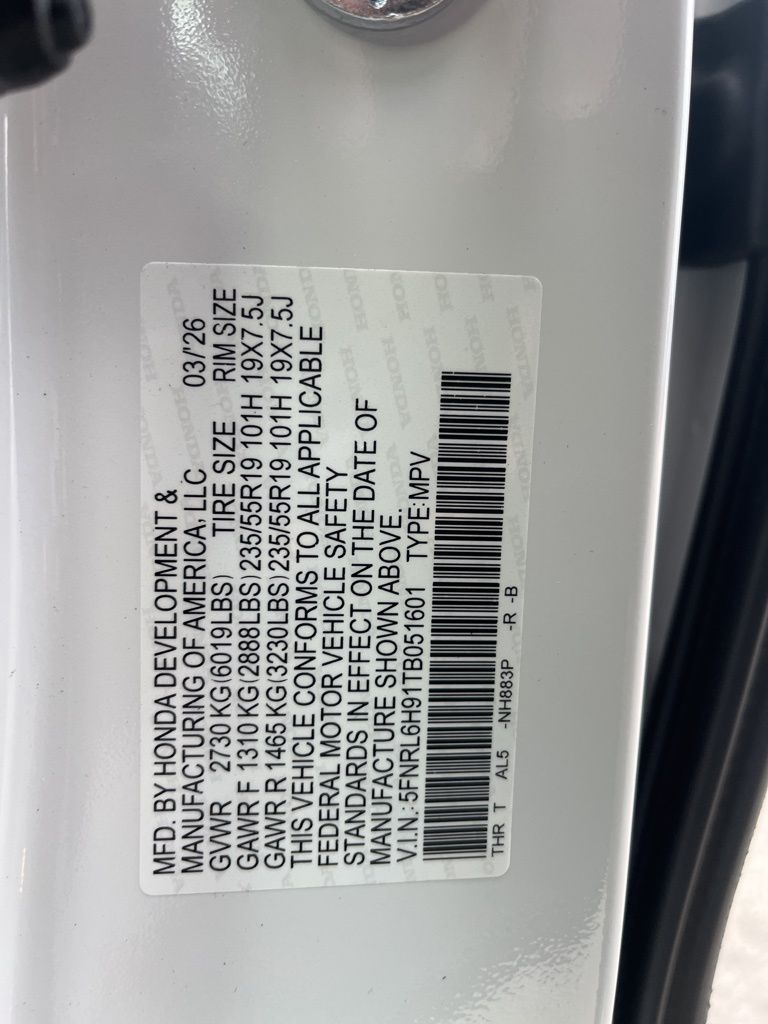 MFD. BY HONDA DEVELOPMENT &
MANUFACTURING OF AMERICA, LLC 03/'26
GVWR 2730 KG(6019LBS) TIRE SIZE RIM SIZE
GAWR F 1310 KG(2888LBS)235/55R19 101H 19X7.5J
GAWR R 1465 KG(3230LBS)235/55R19 101H 19X7.5J
THIS VEHICLE CONFORMS TO ALL APPLICABLE
FEDERAL MOTOR VEHICLE SAFETY
STANDARDS IN EFFECT ON THE DATE OF
MANUFACTURE SHOWN ABOVE.
V.I.N.:5FNRL6H91TB051601 TYPE:MPV
THR T AL5 -NH883P -R -B